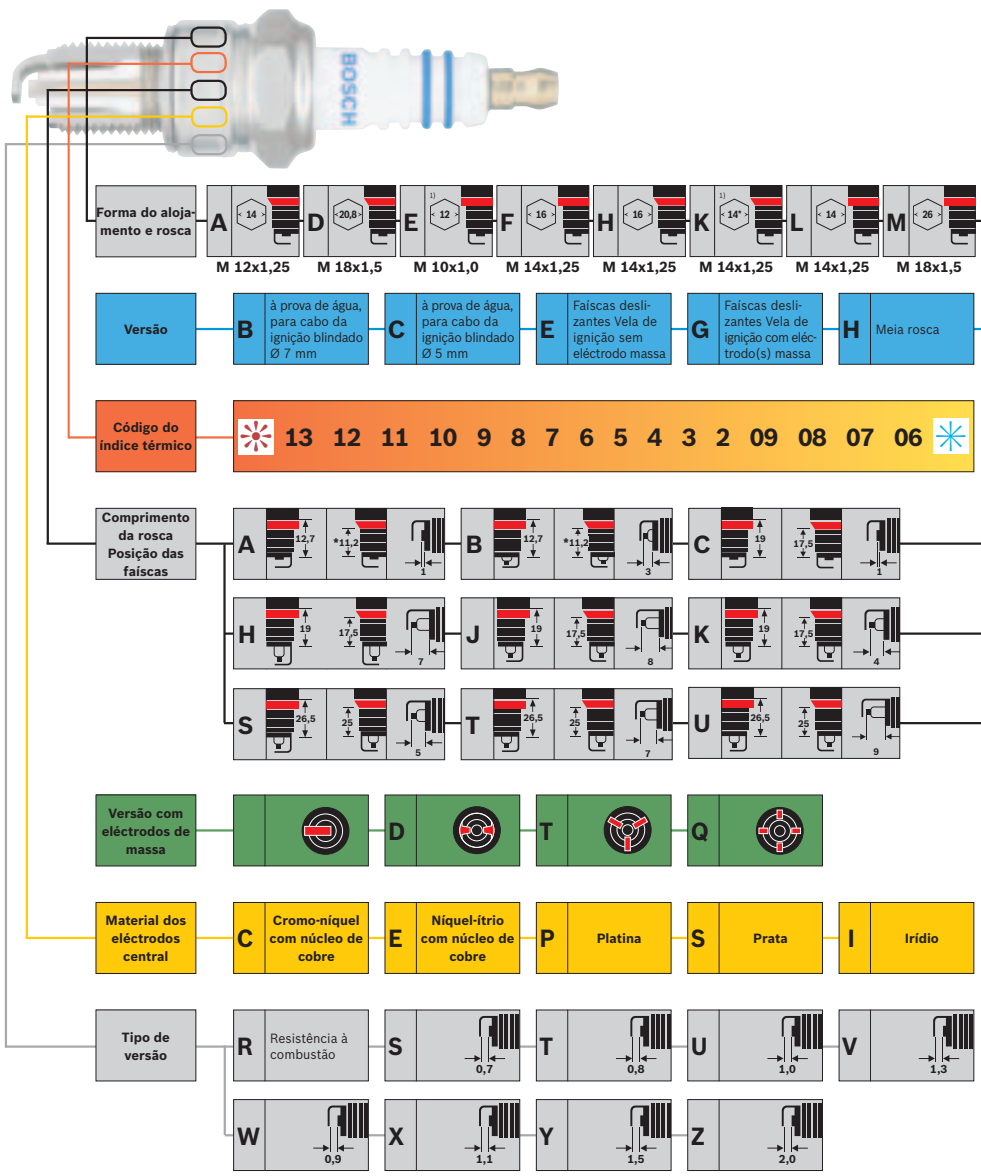 BOSCH
Forma do aloja-
mento e rosca
A < 14 > D < 20,8 > E 1) < 12 > F < 16 > H < 16 > K 1) < 14* > L < 14 > M < 26 >
M 12x1,25 M 18x1,5 M 10x1,0 M 14x1,25 M 14x1,25 M 14x1,25 M 14x1,25 M 18x1,5
Versão
B
à prova de água,
para cabo da
ignição blindado
Ø 7 mm
C
à prova de água,
para cabo da
ignição blindado
Ø 5 mm
E
Faíscas desli-
zantes Vela de
ignição sem
eléctrodo massa
G
Faíscas desli-
zantes Vela de
ignição com eléc-
trodo(s) massa
H
Meia rosca
Código do
índice térmico
13 12 11 10 9 8 7 6 5 4 3 2 09 08 07 06
Comprimento
da rosca
Posição das
faíscas
A 12,7 *11,2 1 B 12,7 *11,2 3 C 19 17,5 1
H 19 17,5 7 J 19 17,5 8 K 19 17,5 4
S 26,5 25 5 T 26,5 25 7 U 26,5 25 9
Versão com
eléctrodos de
massa
D T Q
Material dos
eléctrodos
central
C
Cromo-níquel
com núcleo de
cobre
E
Níquel-ítrio
com núcleo de
cobre
P
Platina
S
Prata
I
Irídio
Tipo de
versão
R
Resistência à
combustão
S 0,7 T 0,8 U 1,0 V 1,3
W 0,9 X 1,1 Y 1,5 Z 2,0